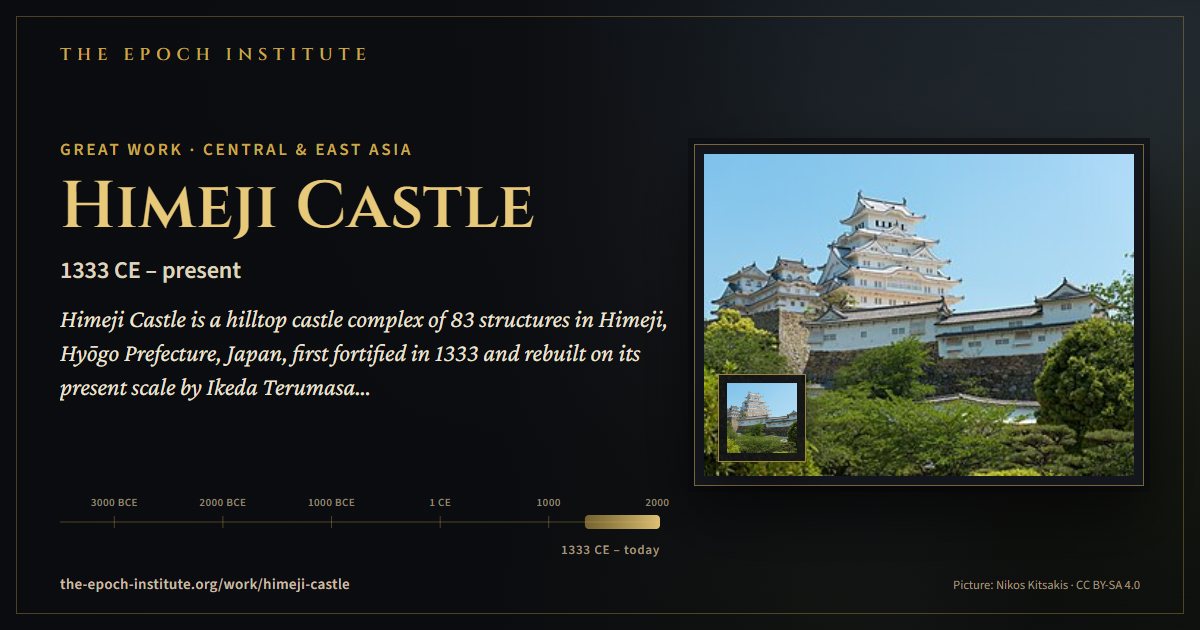 THE EPOCH INSTITUTE
GREAT WORK · CENTRAL & EAST ASIA
HIMEJI CASTLE
1333 CE – present
Himeji Castle is a hilltop castle complex of 83 structures in Himeji,
Hyōgo Prefecture, Japan, first fortified in 1333 and rebuilt on its
present scale by Ikeda Terumasa...
3000 BCE 2000 BCE 1000 BCE 1 CE 1000 2000
1333 CE – today
the-epoch-institute.org/work/himeji-castle
Picture: Nikos Kitsakis · CC BY-SA 4.0